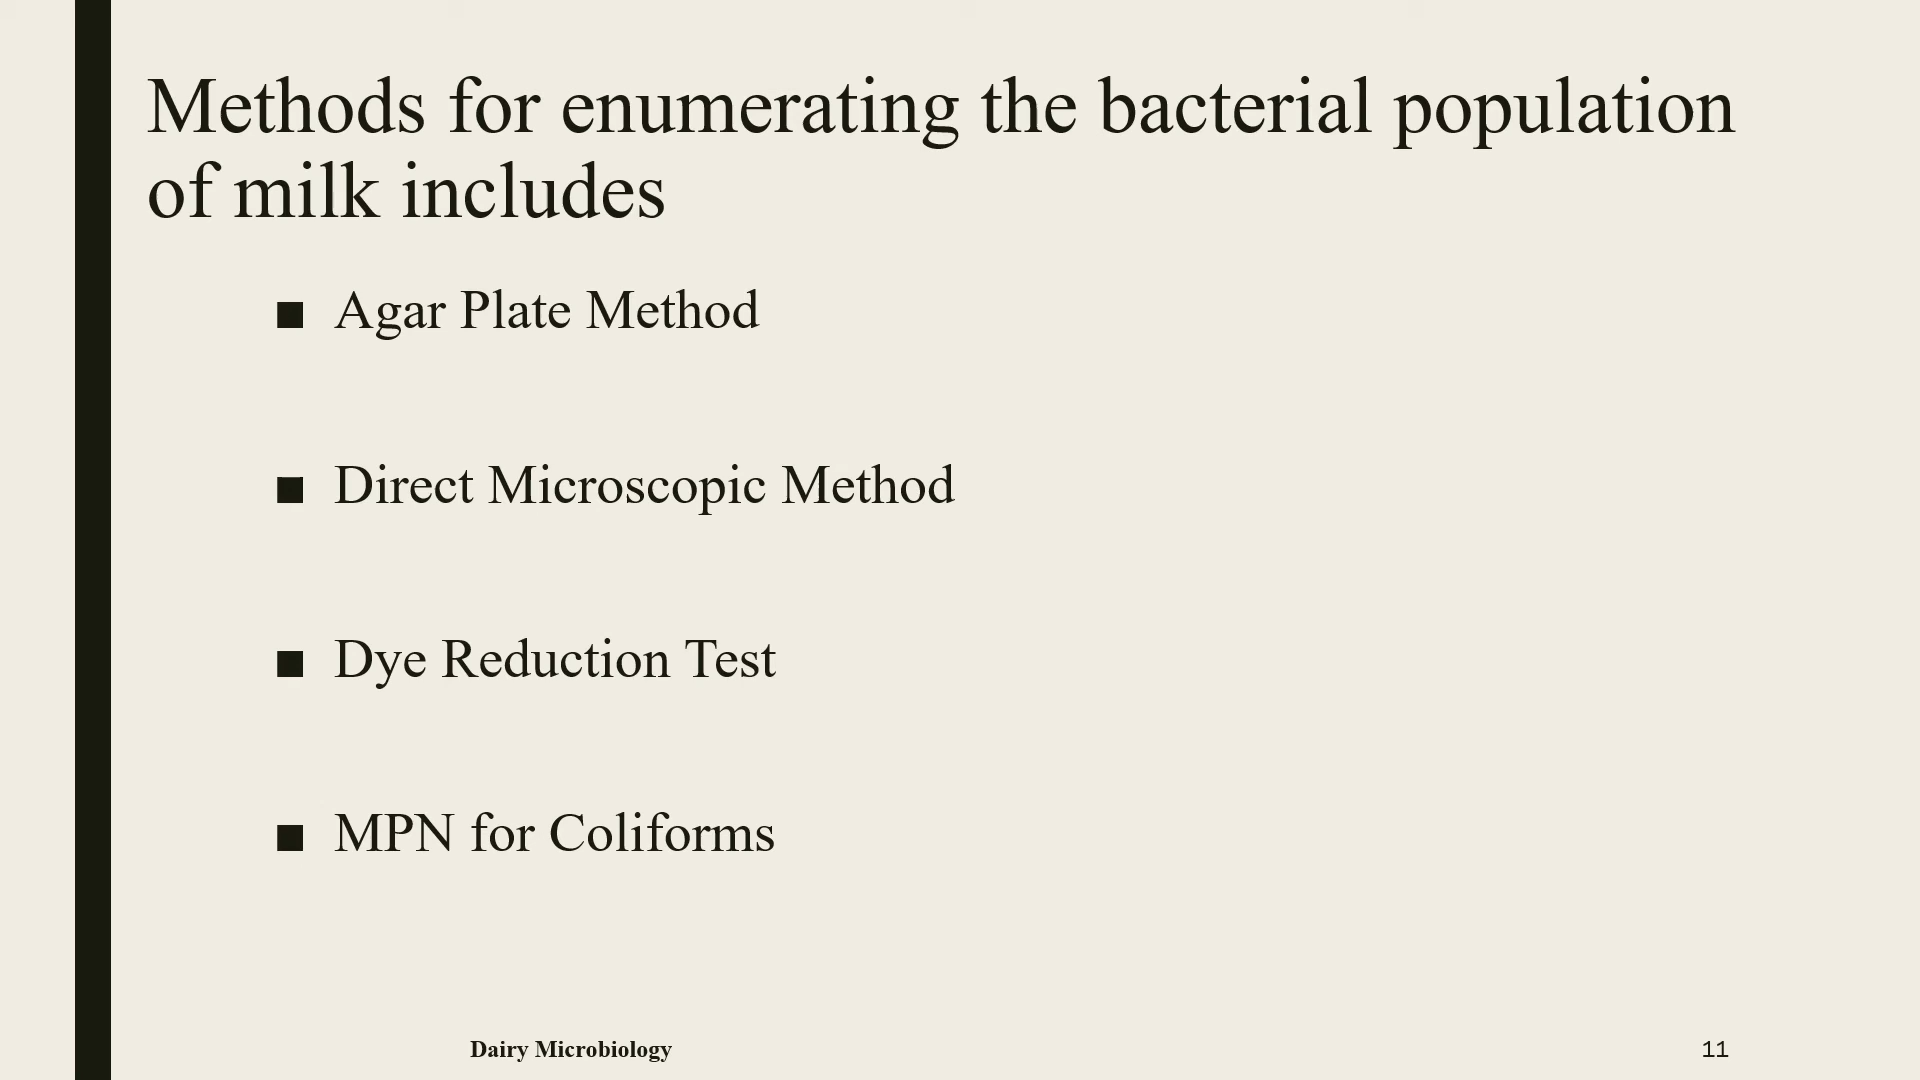 Methods for enumerating the bacterial population
of milk includes
■ Agar Plate Method
■ Direct Microscopic Method
■ Dye Reduction Test
■ MPN for Coliforms
Dairy Microbiology
11